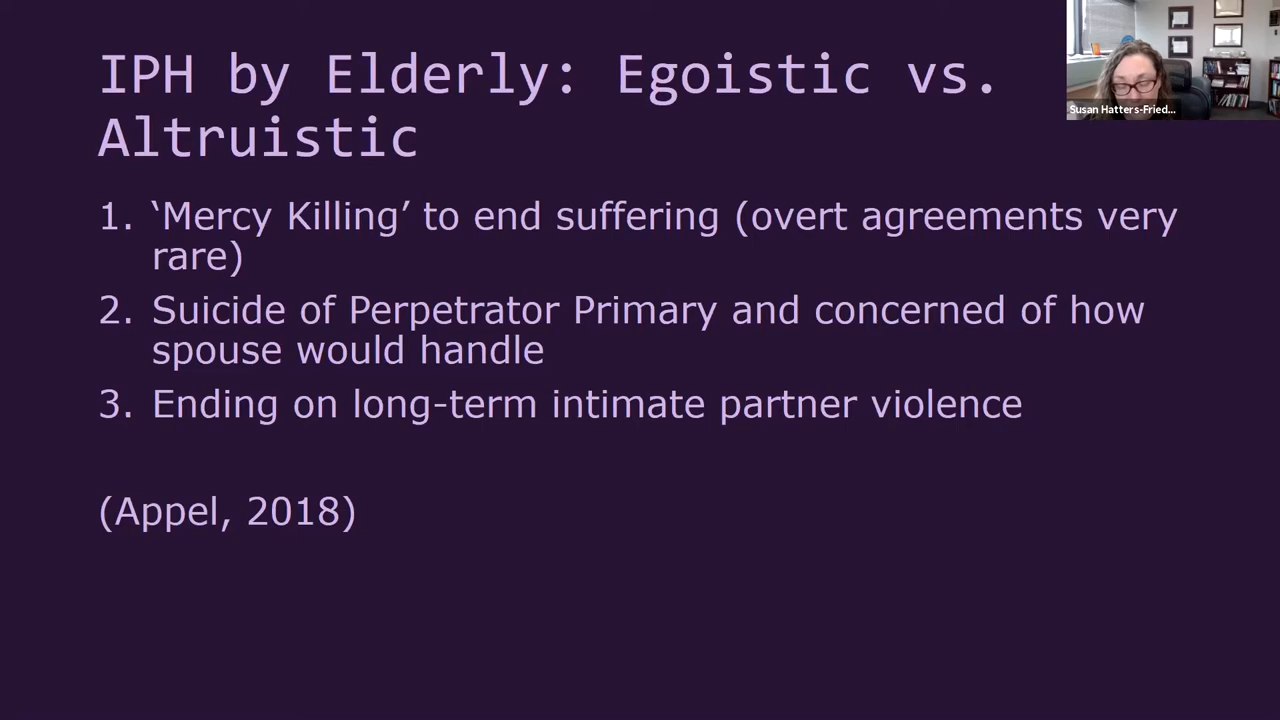 IPH by Elderly: Egoistic vs.
Altruistic
Susan Hatters-Fried...
1. ‘Mercy Killing’ to end suffering (overt agreements very
rare)
2. Suicide of Perpetrator Primary and concerned of how
spouse would handle
3. Ending on long-term intimate partner violence
(Appel, 2018)